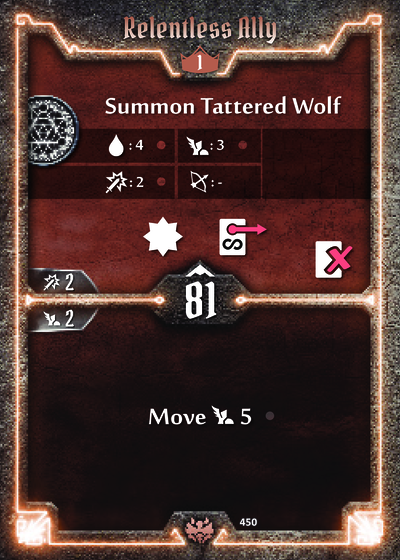 Relentless Ally
1
Summon Tattered Wolf
: 4 : 3
: 2 : -
S
2
81
2
Move 5
450